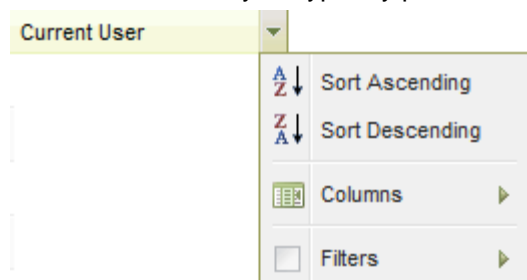 Current User
Sort Ascending
Sort Descending
Columns
Filters